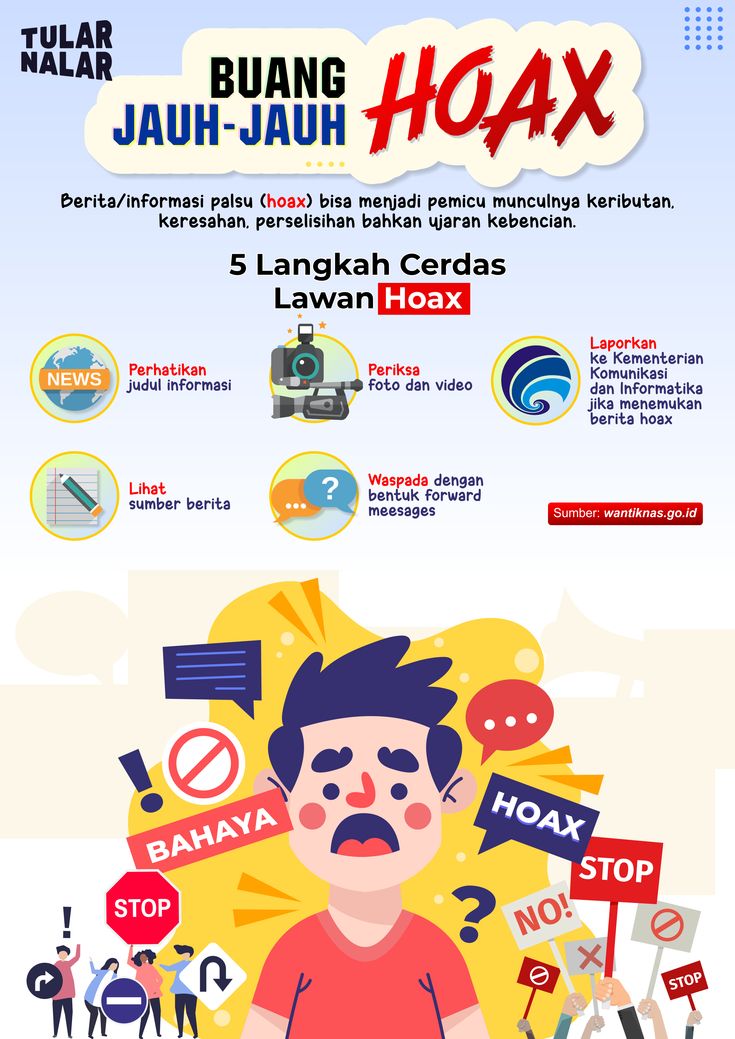 TULAR
NALAR
BUANG
JAUH-JAUH
HOAX
Berita/informasi palsu (hoax) bisa menjadi pemicu munculnya keributan,
keresahan, perselisihan bahkan ujaran kebencian.
5 Langkah Cerdas
Lawan Hoax
NEWS
Perhatikan
judul informasi
Periksa
foto dan video
Laporkan
ke Kementerian
Komunikasi
dan Informatika
jika menemukan
berita hoax
Lihat
sumber berita
?
Waspada dengan
bentuk forward
meesages
Sumber: wantiknas.go.id
!
BAHAYA
HOAX
STOP
STOP
!
?
NO!
STOP